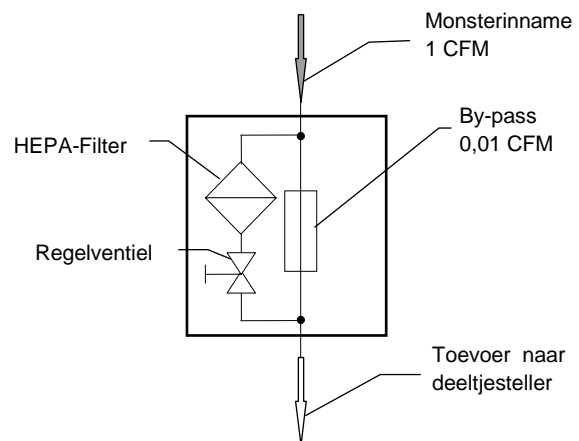 Monsterinname
1 CFM
By-pass
0,01 CFM
HEPA-Filter
Regelventiel
Toevoer naar
deeltjesteller